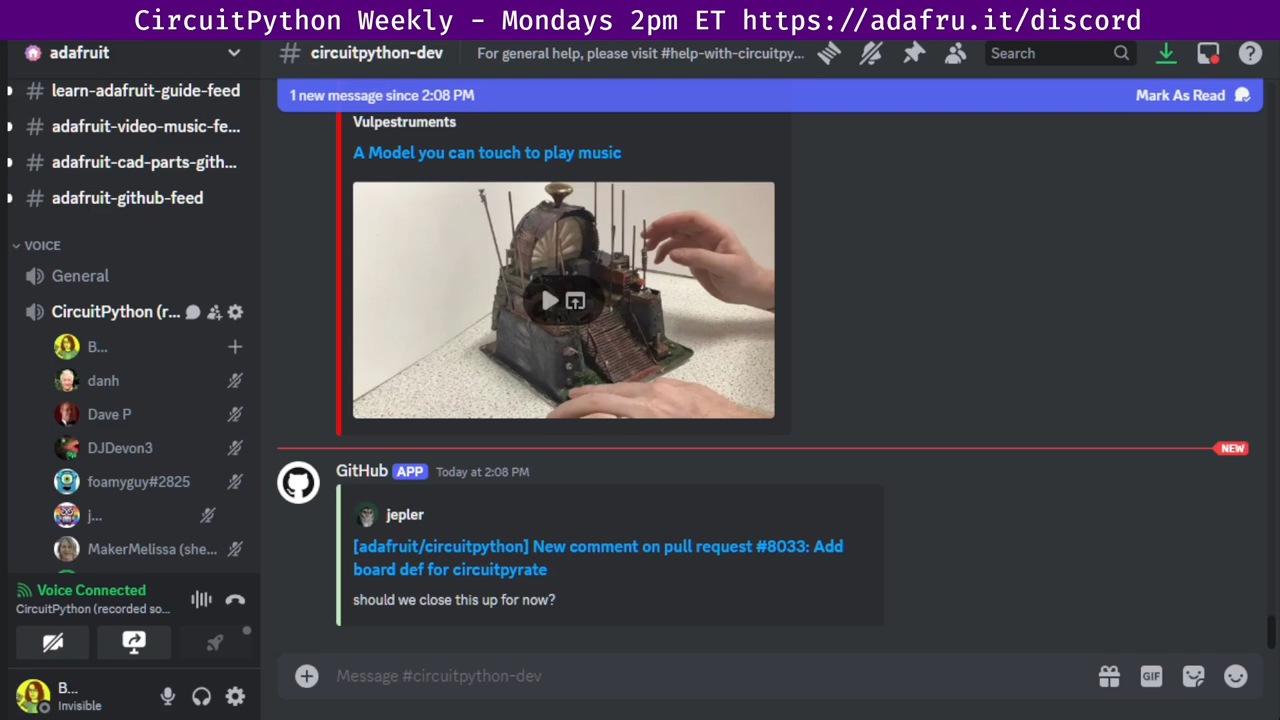 CircuitPython Weekly - Mondays 2pm ET https://adafru.it/discord
adafruit
learn-adafruit-guide-feed
adafruit-video-music-fe...
adafruit-cad-parts-gith...
adafruit-github-feed
VOICE
General
CircuitPython (r...
B...
danh
Dave P
DJDevon3
foamyguy#2825
j...
MakerMelissa (she...
Voice Connected
CircuitPython (recorded so...
B...
Invisible
# circuitpython-dev
For general help, please visit #help-with-circuitpy...
Search
1 new message since 2:08 PM
Mark As Read
Vulpestruments
A Model you can touch to play music
NEW
GitHub APP Today at 2:08 PM
jepler
[adafruit/circuitpython] New comment on pull request #8033: Add
board def for circuitpyrate
should we close this up for now?
Message #circuitpython-dev
GIF